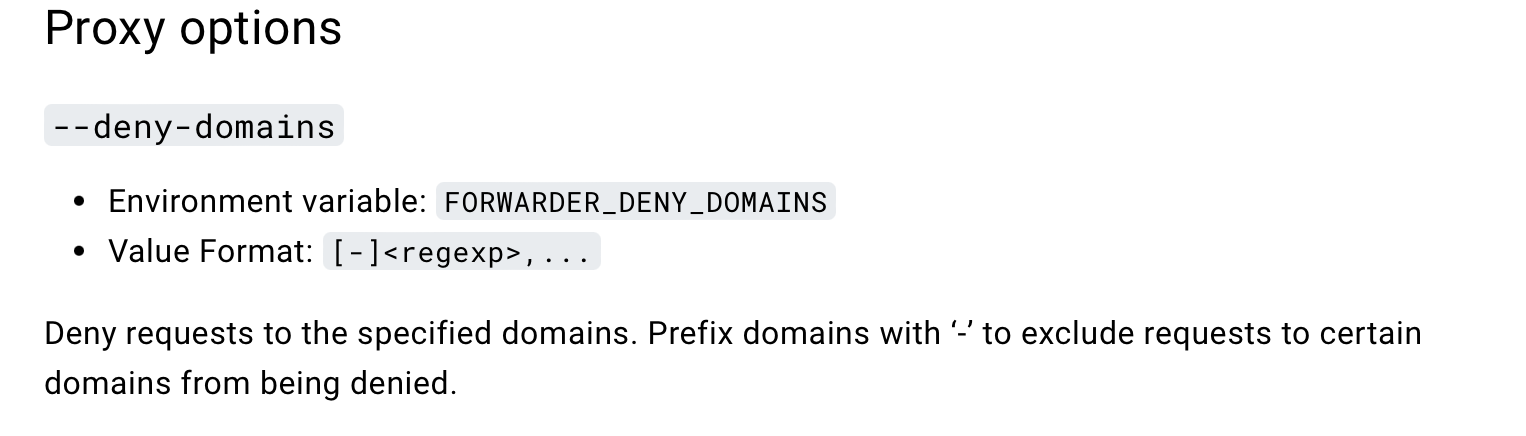 Proxy options
--deny-domains
• Environment variable: FORWARDER_DENY_DOMAINS
• Value Format: [-]<regexp>,...
Deny requests to the specified domains. Prefix domains with ‘-’ to exclude requests to certain
domains from being denied.